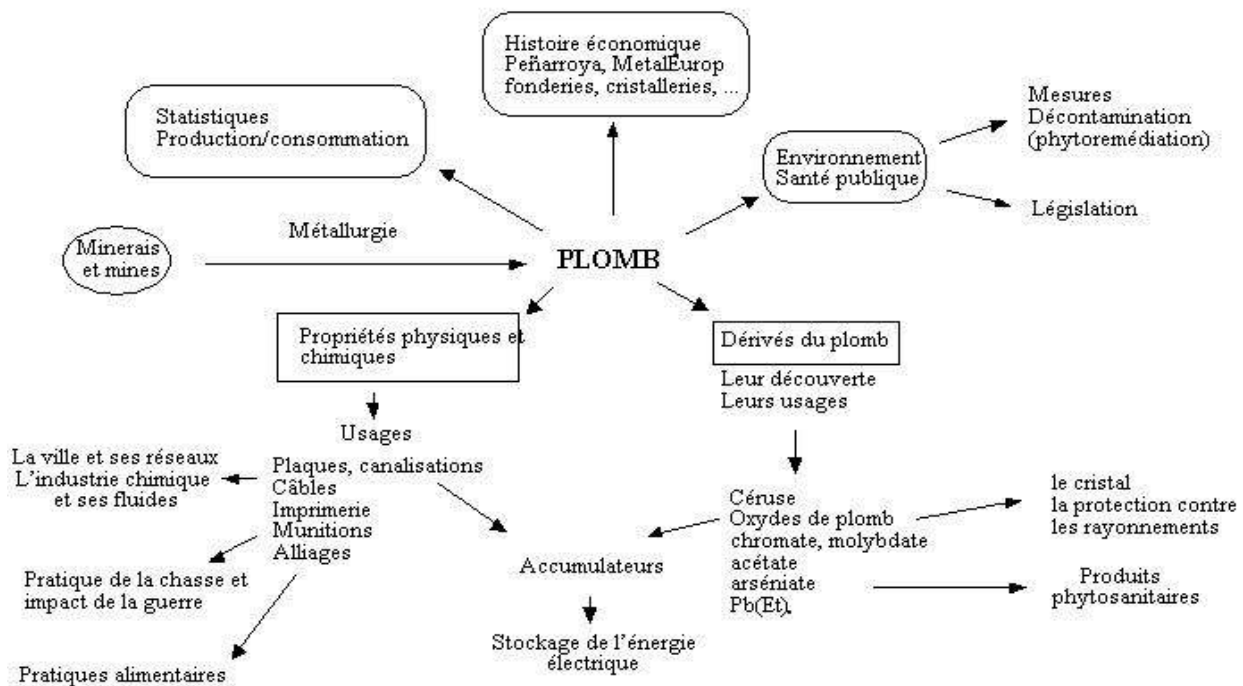 Histoire économique
Peñarroya, MetalEurop
fonderies, cristalleries, ...
Statistiques
Production/consommation
Mesures
Décontamination
(phytoremédiation)
Environnement
Santé publique
Législation
Métallurgie
Minerais
et mines
PLOMB
Propriétés physiques et
chimiques
Dérivés du plomb
Leur découverte
Leurs usages
Usages
La ville et ses réseaux
L'industrie chimique
et ses fluides
Plaques, canalisations
Câbles
Imprimerie
Munitions
Alliages
Céruse
Oxydes de plomb
chromate, molybdate
acétate
arséniate
Pb(Et).
le cristal
la protection contre
les rayonnements
Accumulateurs
Pratique de la chasse et
impact de la guerre
Produits
phytosanitaires
Stockage de l'énergie
électrique
Pratiques alimentaires